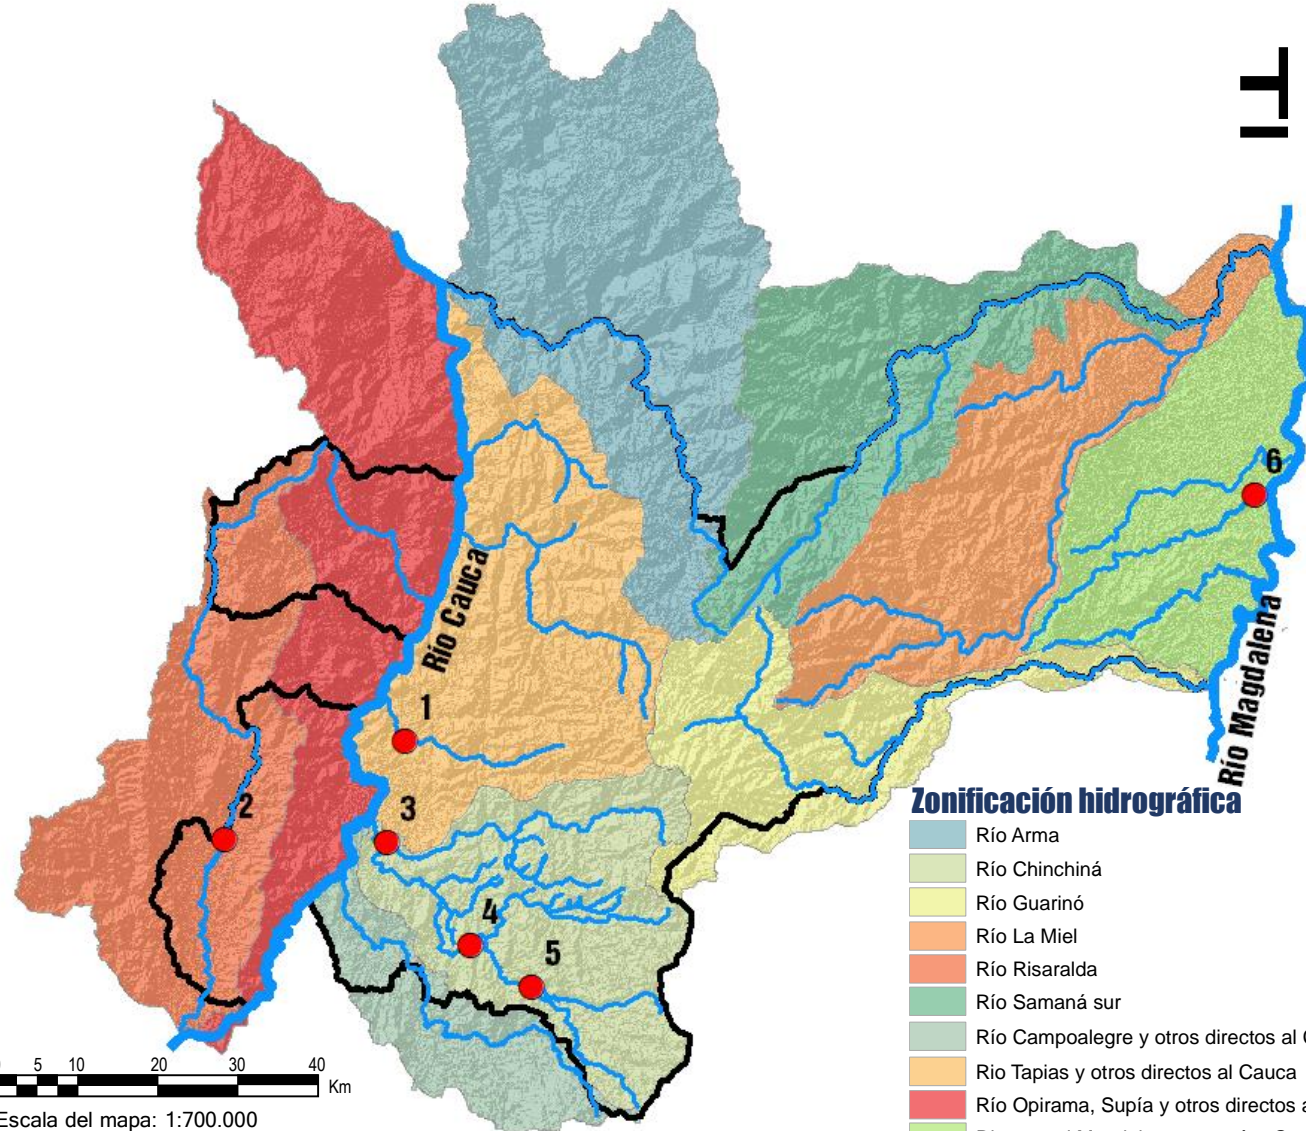 6
Río Cauca
Río Magdalena
1
2
3
4
5
Zonificación hidrográfica
Río Arma
Río Chinchiná
Río Guarinó
Río La Miel
Río Risaralda
Río Samaná sur
Río Campoalegre y otros directos al
Rio Tapias y otros directos al Cauca
Río Opirama, Supía y otros directos
5 10 20 30 40
Km
Escala del mapa: 1:700.000